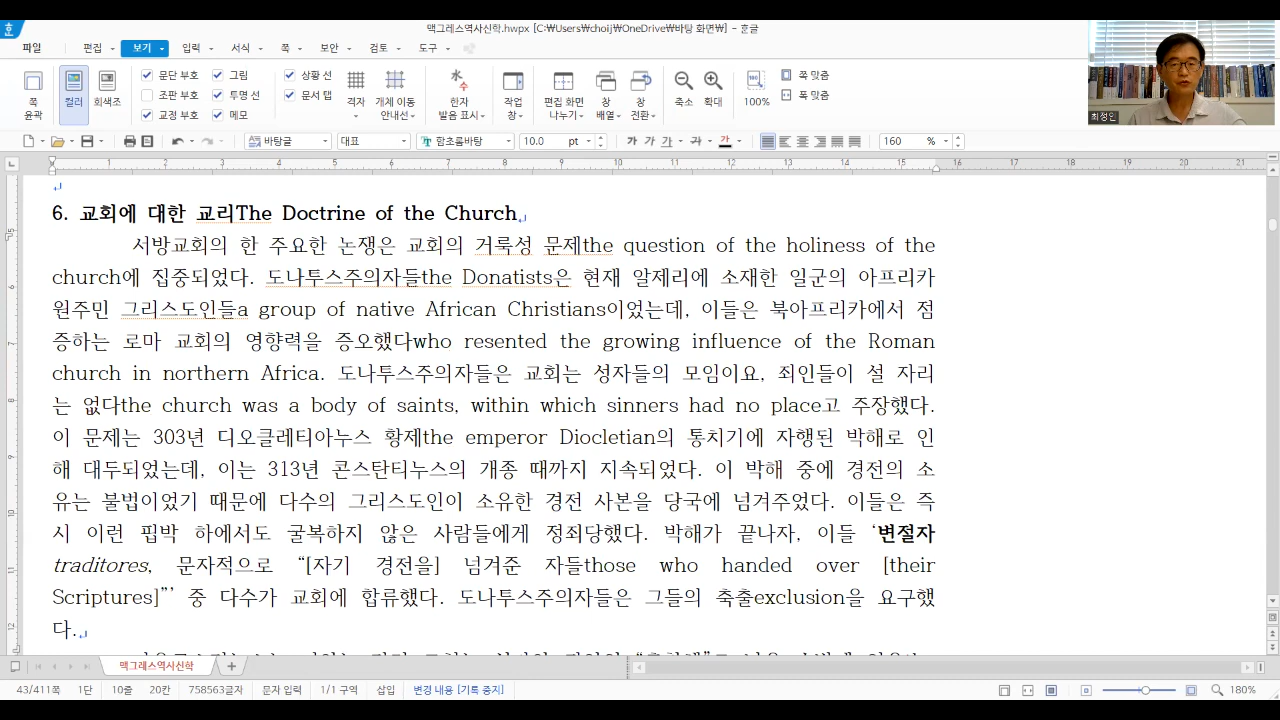 맥그레스역사신학.hwpx [C:\Users\choij\OneDrive\바탕 화면\] - 훈글
파일 편집 보기 입력 서식 쪽 보안 검토 도구
쪽 윤곽 컬러 회색조
문단 부호 그림 상황 선
조판 부호 투명 선 문서 탭
교정 부호 메모
격자 개체 이동 안내선 한자 발음 표시 작업 창 편집 화면 나누기 창 배열 창 전환 축소 확대 100% 쪽 맞춤 폭 맞춤
최정인
바탕글 대표 함초롬바탕 10.0 pt 가 가 가 가 가 160 %
1 2 3 4 5 6 7 8 9 10 11 12 13 14 15 16 17 18 19 20 21
6. 교회에 대한 교리The Doctrine of the Church
서방교회의 한 주요한 논쟁은 교회의 거룩성 문제the question of the holiness of the
church에 집중되었다. 도나투스주의자들the Donatists은 현재 알제리에 소재한 일군의 아프리카
원주민 그리스도인들a group of native African Christians이었는데, 이들은 북아프리카에서 점
증하는 로마 교회의 영향력을 증오했다who resented the growing influence of the Roman
church in northern Africa. 도나투스주의자들은 교회는 성자들의 모임이요, 죄인들이 설 자리
는 없다the church was a body of saints, within which sinners had no place고 주장했다.
이 문제는 303년 디오클레티아누스 황제the emperor Diocletian의 통치기에 자행된 박해로 인
해 대두되었는데, 이는 313년 콘스탄티누스의 개종 때까지 지속되었다. 이 박해 중에 경전의 소
유는 불법이었기 때문에 다수의 그리스도인이 소유한 경전 사본을 당국에 넘겨주었다. 이들은 즉
시 이런 핍박 하에서도 굴복하지 않은 사람들에게 정죄당했다. 박해가 끝나자, 이들 ‘변절자
traditores, 문자적으로 “[자기 경전을] 넘겨준 자들those who handed over [their
Scriptures]”’ 중 다수가 교회에 합류했다. 도나투스주의자들은 그들의 축출exclusion을 요구했
다.
맥그레스역사신학
43/411쪽 1단 10줄 20칸 758563글자 문자 입력 1/1 구역 삽입 변경 내용 [기록 중지] 180%